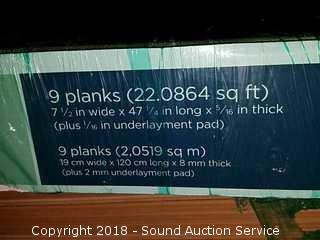 9 planks (22.0864 sq ft)
7 1/2 in wide x 47 1/4 in long x 5/16 in thick
(plus 1/16 in underlayment pad)
9 planks (2,0519 sq m)
19 cm wide x 120 cm long x 8 mm thick
(plus 2 mm underlayment pad)
Copyright 2018 - Sound Auction Service